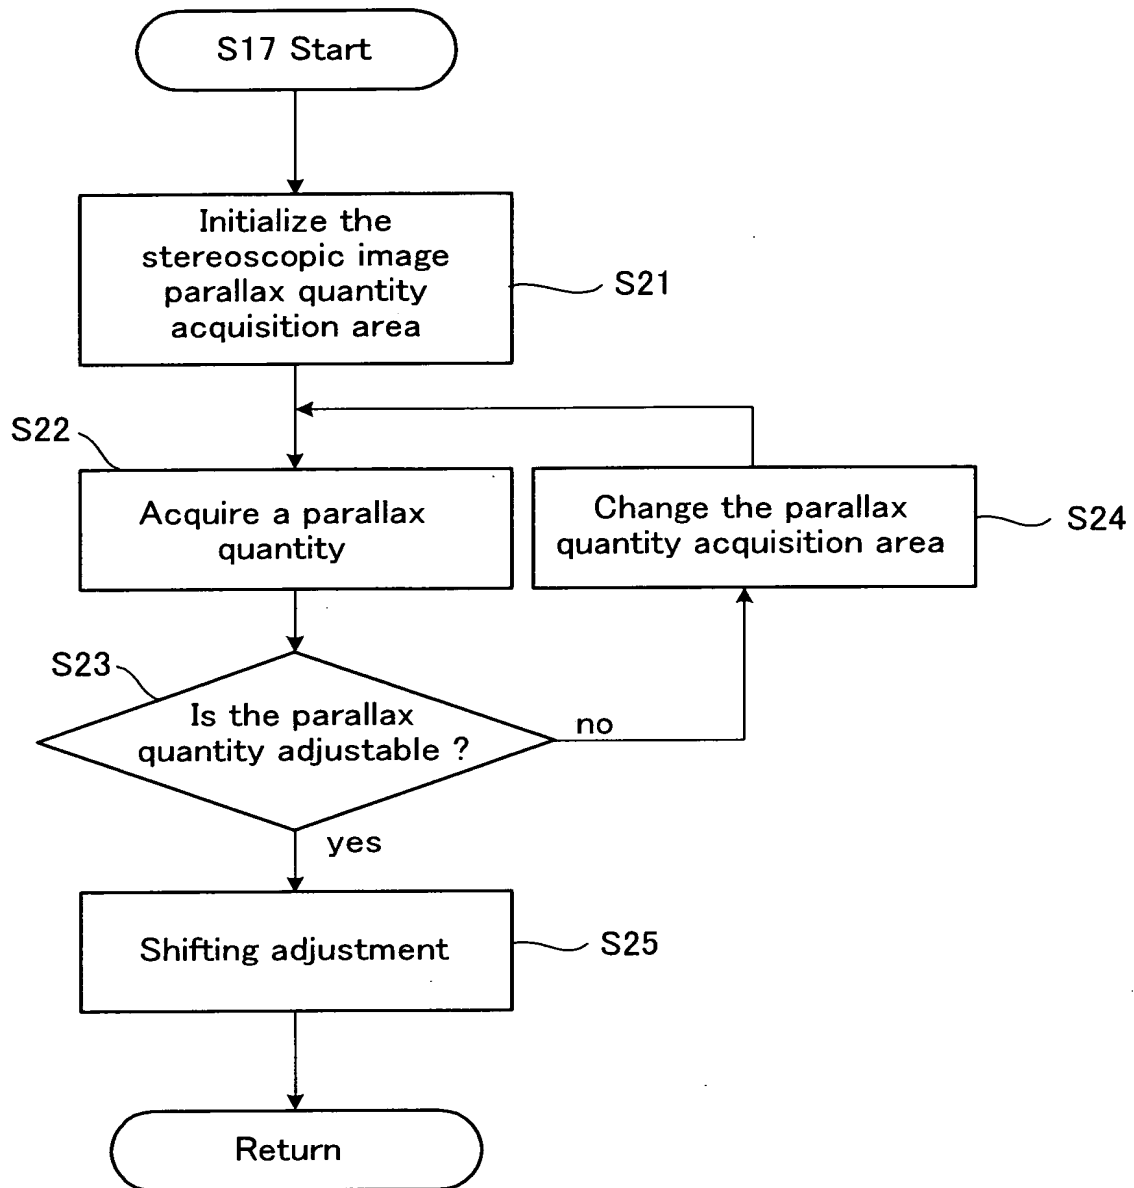 S17 Start
Initialize the
stereoscopic image
parallax quantity
acquisition area
S21
S22
Acquire a parallax
quantity
Change the parallax
quantity acquisition area
S24
S23
Is the parallax
quantity adjustable ?
no
yes
Shifting adjustment
S25
Return